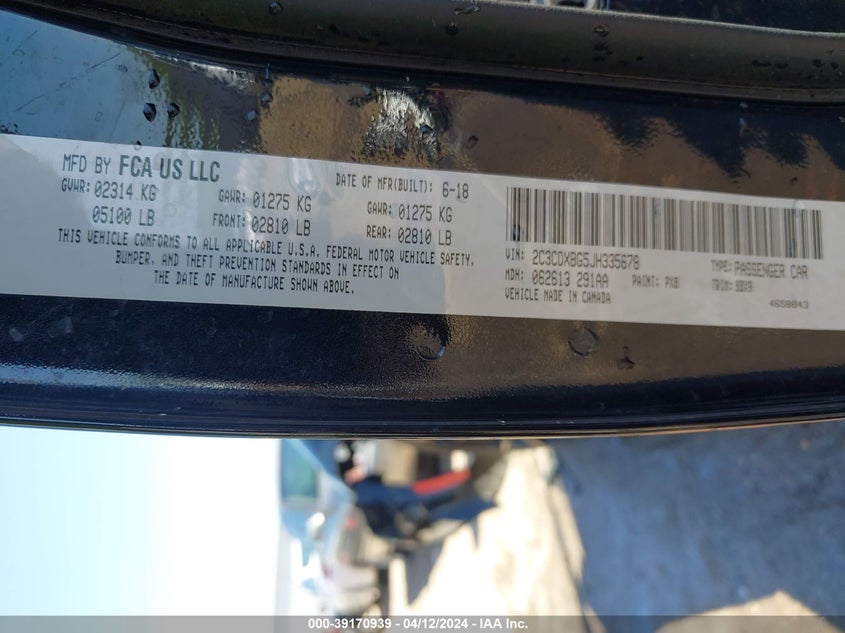 MFD BY FCA US LLC
GVWR: 02314 KG
05100 LB
GAWR: 01275 KG
FRONT: 02810 LB
DATE OF MFR(BUILT): 6-18
GAWR: 01275 KG
REAR: 02810 LB
THIS VEHICLE CONFORMS TO ALL APPLICABLE U.S.A. FEDERAL MOTOR VEHICLE SAFETY,
BUMPER, AND THEFT PREVENTION STANDARDS IN EFFECT ON
THE DATE OF MANUFACTURE SHOWN ABOVE.
VIN: 2C3CDXBG5JH335678
TYPE: PASSENGER CAR
MDH: 062613 291AA
PAINT: PX8
TRIM:
VEHICLE MADE IN CANADA
4658843
000-39170939 - 04/12/2024 - IAA Inc.